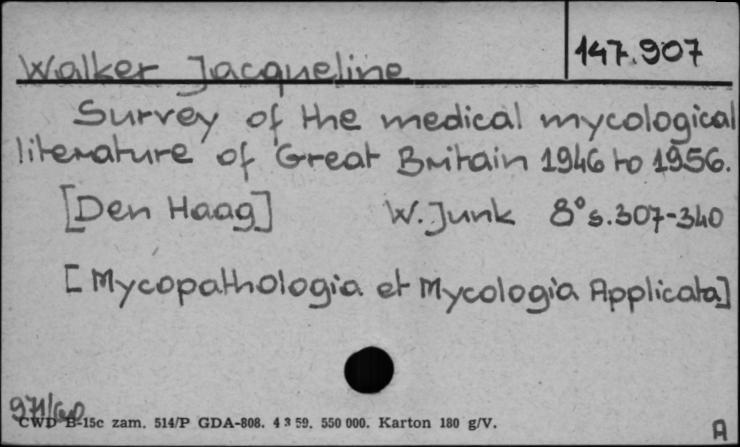 147.907
Walker Jacqueline
Survey of the medical mycological
literature of Great Britain 1946 to 1956.
[Den Haag] W. Junk 8° s. 307-340
[Mycopathologia et Mycologia Applicata]
CWD B-15c zam. 514/P GDA-808. 4 3 59. 550 000. Karton 180 g/V.
A